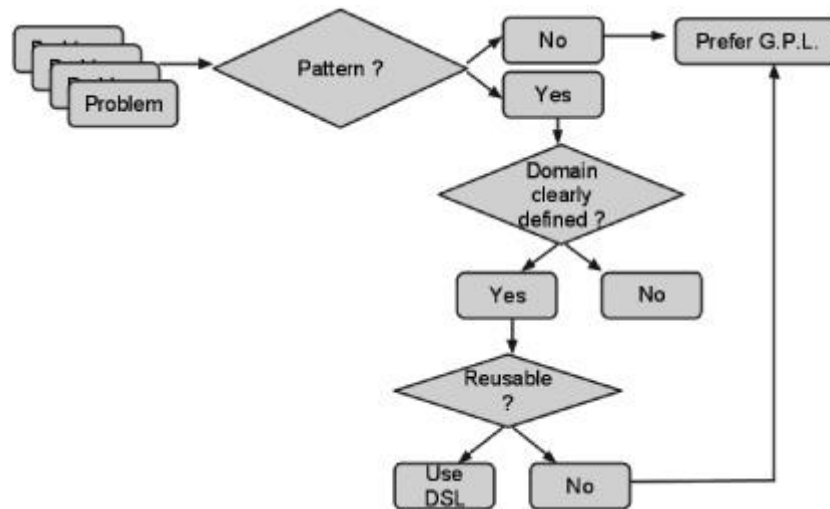 Problem
Pattern ?
No
Prefer G.P.L.
Yes
Domain
clearly
defined ?
Yes
No
Reusable
?
Use
DSL
No